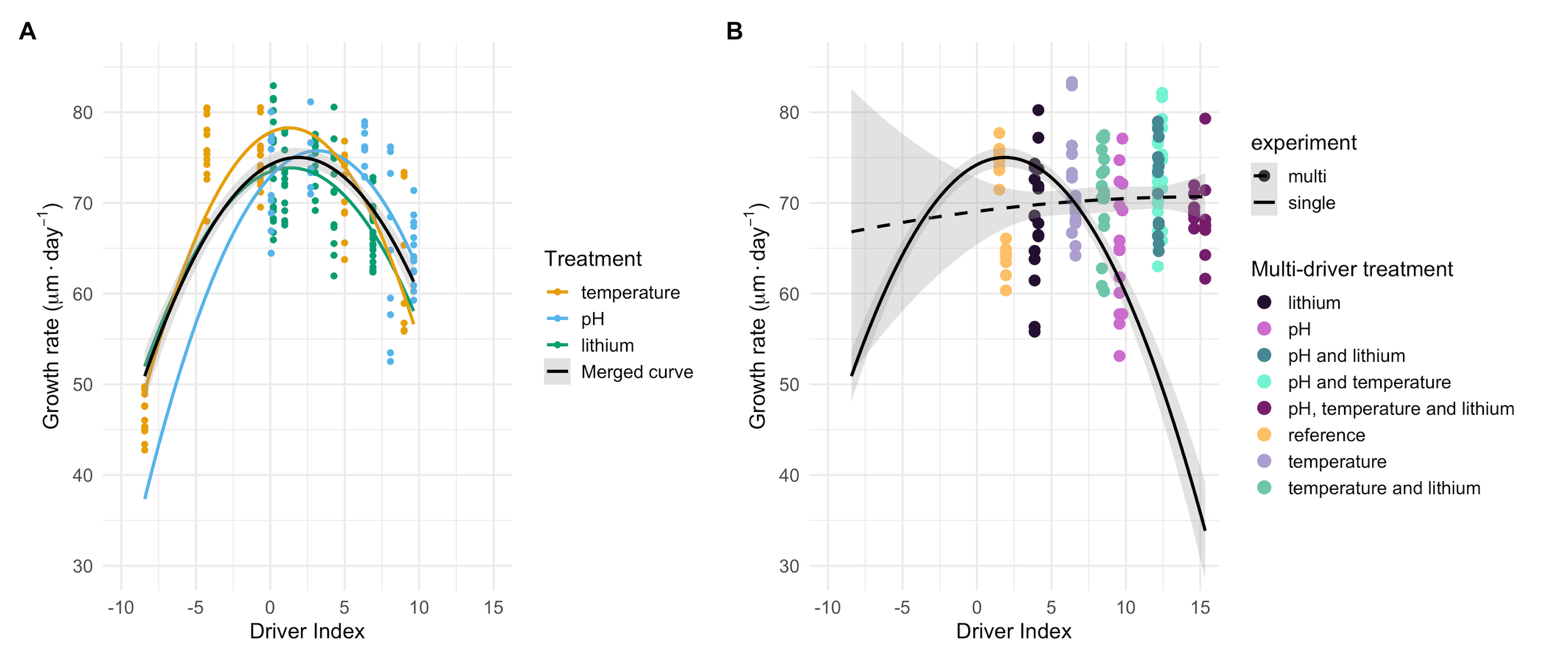 A
Growth rate (μm · day⁻¹)
80
70
60
50
40
30
-10 -5 0 5 10 15
Driver Index
Treatment
temperature
pH
lithium
Merged curve
B
Growth rate (μm · day⁻¹)
80
70
60
50
40
30
-10 -5 0 5 10 15
Driver Index
experiment
multi
single
Multi-driver treatment
lithium
pH
pH and lithium
pH and temperature
pH, temperature and lithium
reference
temperature
temperature and lithium